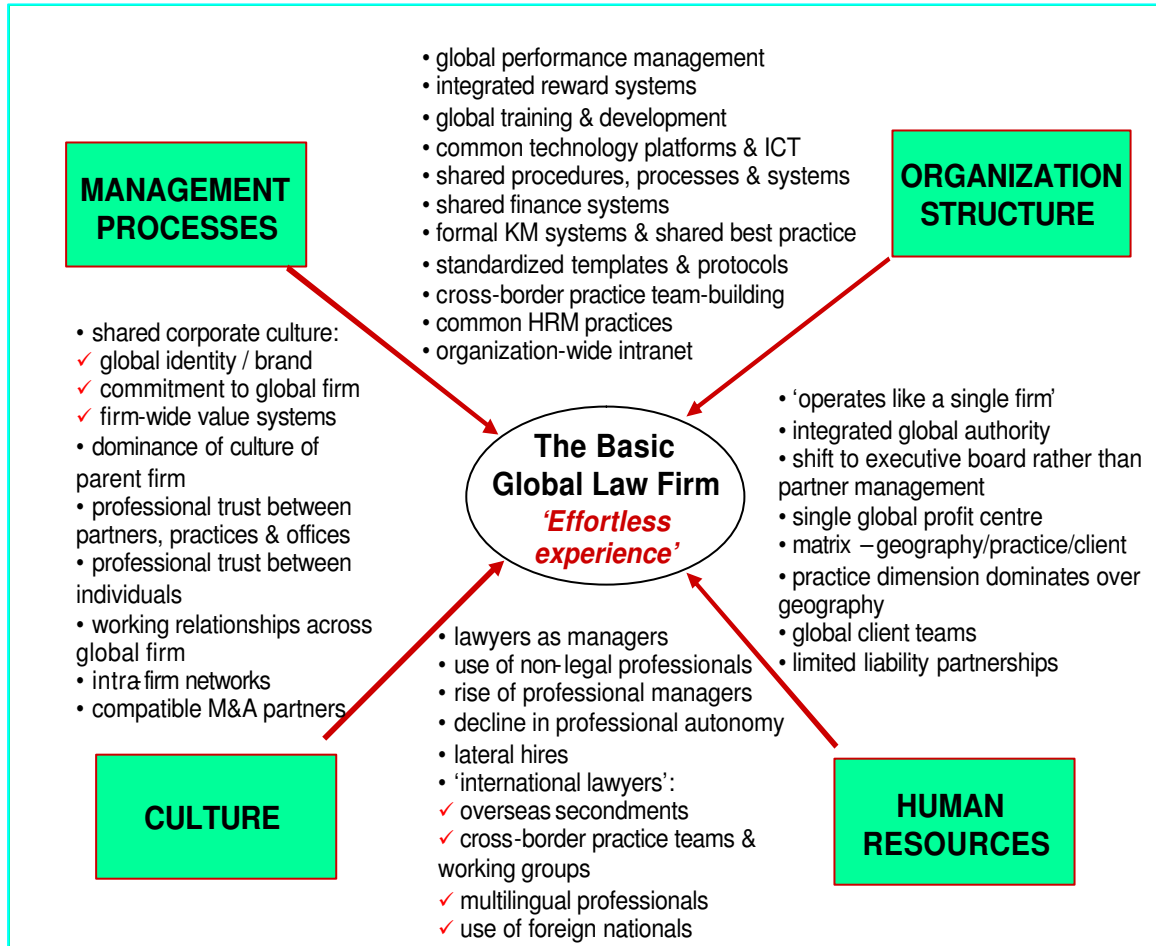 • global performance management
• integrated reward systems
• global training & development
• common technology platforms & ICT
• shared procedures, processes & systems
• shared finance systems
• formal KM systems & shared best practice
• standardized templates & protocols
• cross-border practice team-building
• common HRM practices
• organization-wide intranet
MANAGEMENT
PROCESSES
ORGANIZATION
STRUCTURE
• shared corporate culture:
✓ global identity / brand
✓ commitment to global firm
✓ firm-wide value systems
• dominance of culture of
parent firm
• professional trust between
partners, practices & offices
• professional trust between
individuals
• working relationships across
global firm
• intra-firm networks
• compatible M&A partners
The Basic
Global Law Firm
‘Effortless
experience’
• ‘operates like a single firm’
• integrated global authority
• shift to executive board rather than
partner management
• single global profit centre
• matrix – geography/practice/client
• practice dimension dominates over
geography
• global client teams
• limited liability partnerships
• lawyers as managers
• use of non-legal professionals
• rise of professional managers
• decline in professional autonomy
• lateral hires
• ‘international lawyers’:
✓ overseas secondments
✓ cross-border practice teams &
working groups
✓ multilingual professionals
✓ use of foreign nationals
CULTURE
HUMAN
RESOURCES